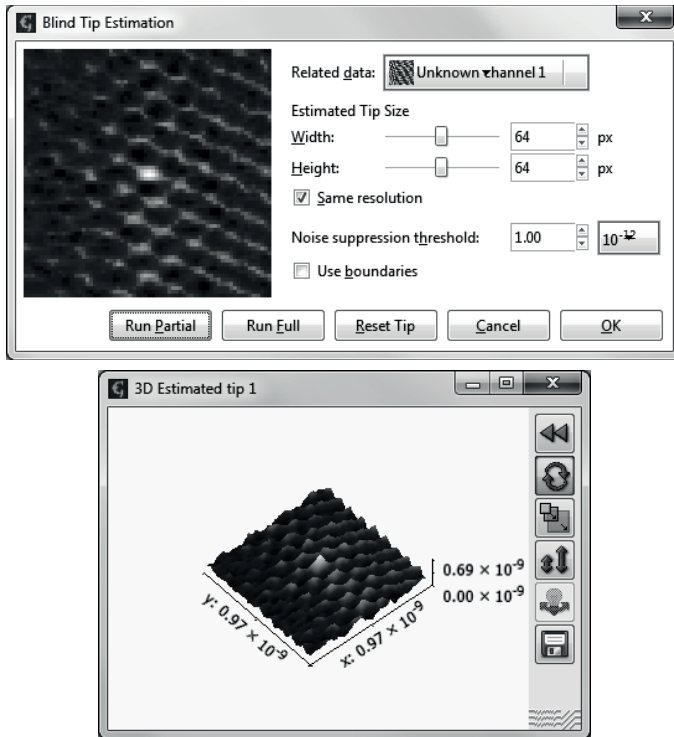 Blind Tip Estimation
Related data: Unknown channel 1
Estimated Tip Size
Width: 64 px
Height: 64 px
Same resolution
Noise suppression threshold: 1.00 10⁻¹²
Use boundaries
Run Partial Run Full Reset Tip Cancel OK
3D Estimated tip 1
0.69 × 10⁻⁹
0.00 × 10⁻⁹
y: 0.97 × 10⁻⁹
x: 0.97 × 10⁻⁹